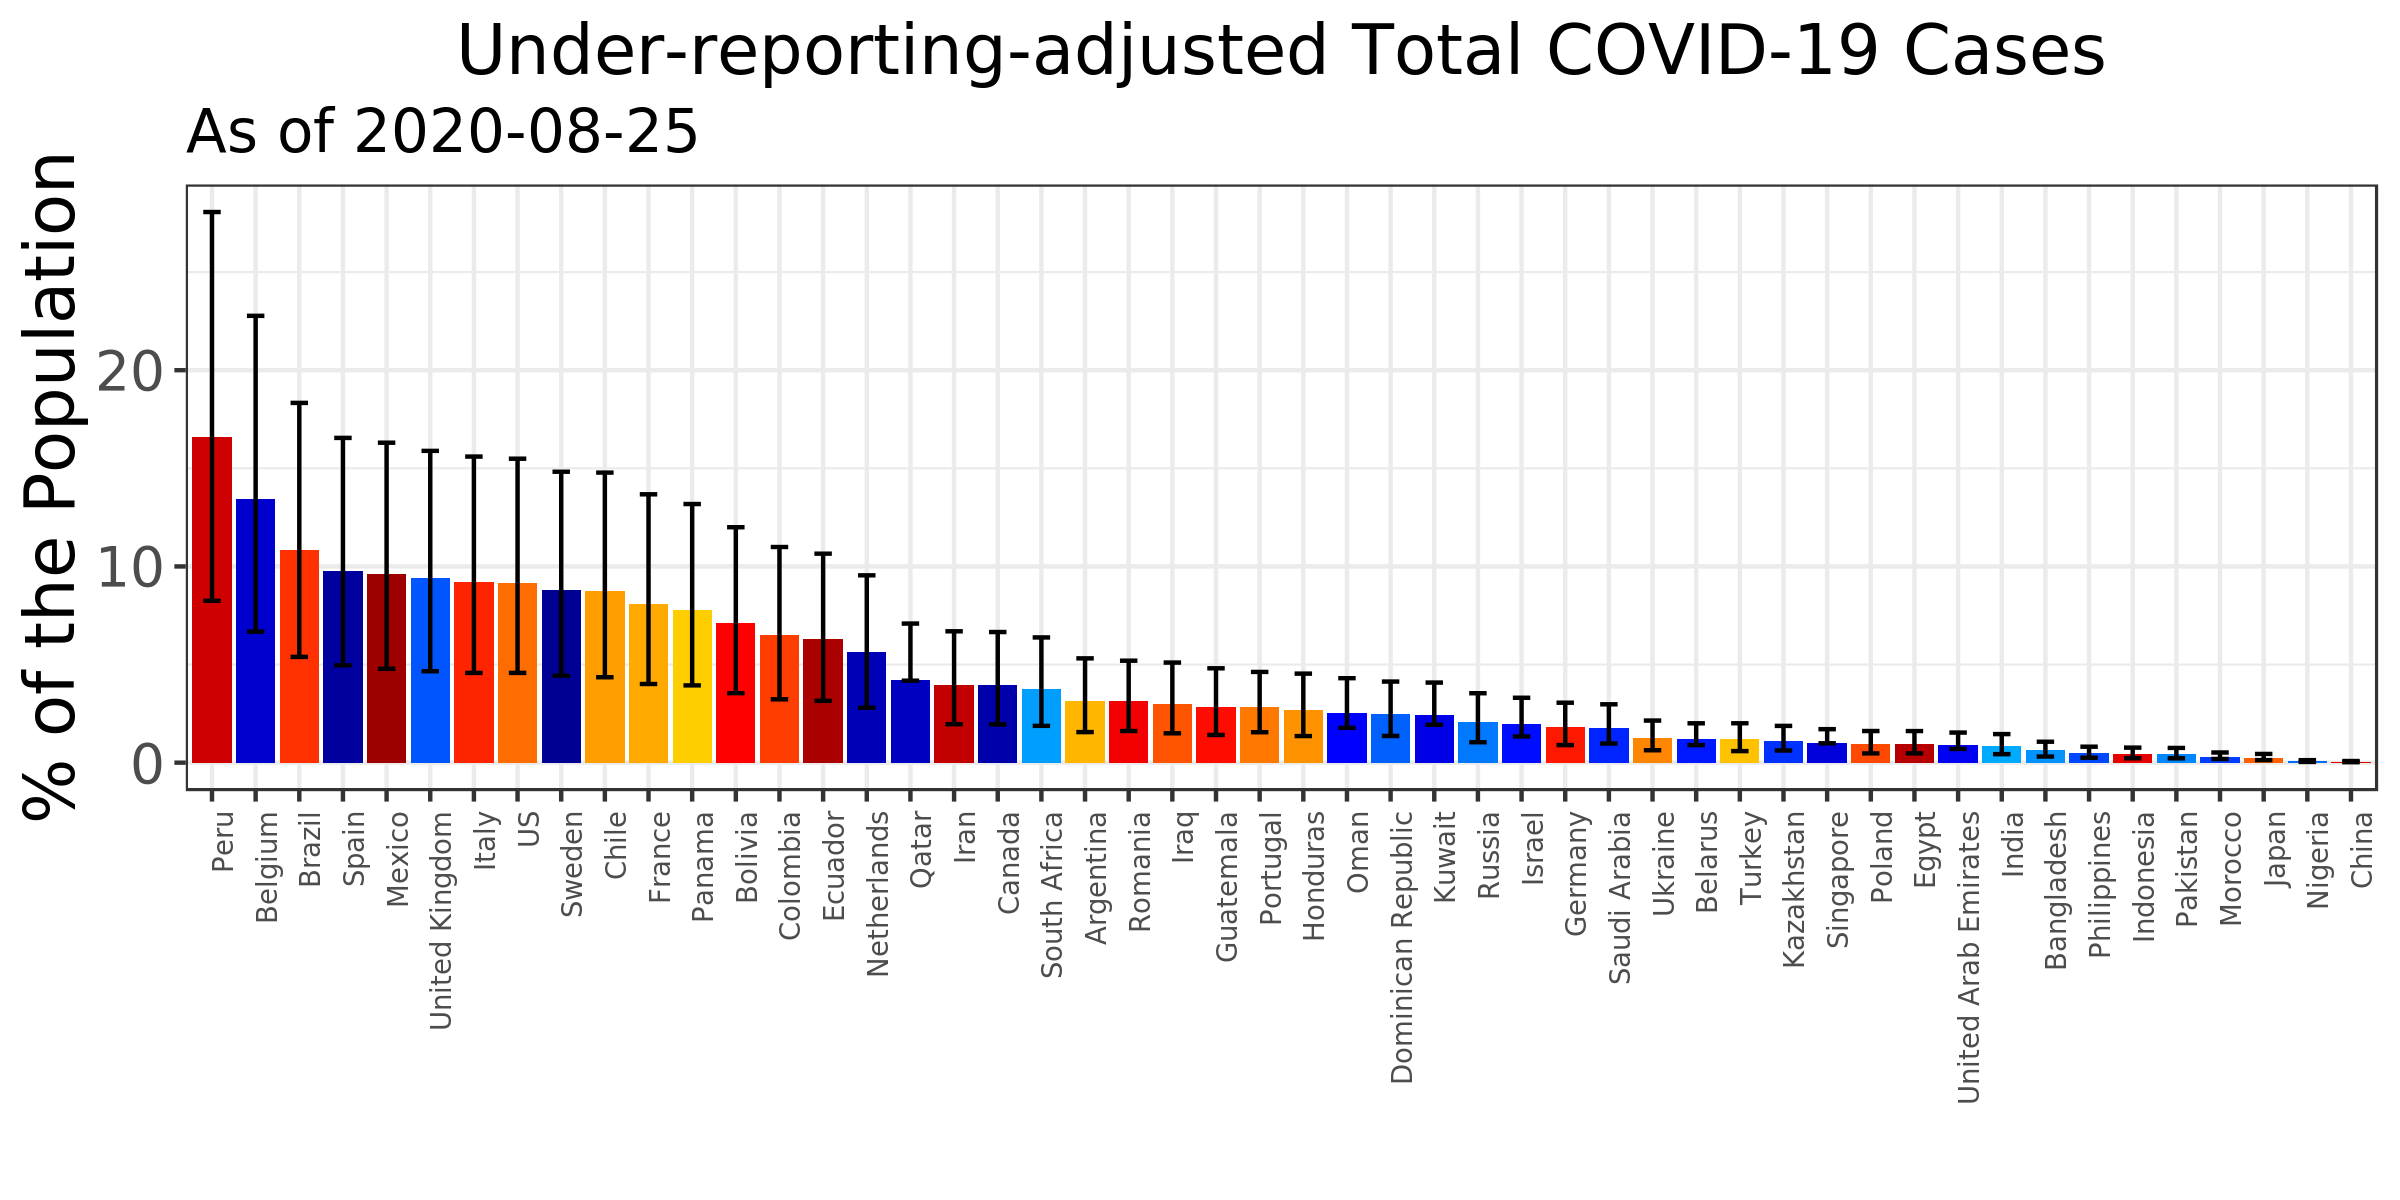 Under-reporting-adjusted Total COVID-19 Cases
As of 2020-08-25
% of the Population
20
10
0
Peru
Belgium
Brazil
Spain
Mexico
United Kingdom
Italy
US
Sweden
Chile
France
Panama
Bolivia
Colombia
Ecuador
Netherlands
Qatar
Iran
Canada
South Africa
Argentina
Romania
Iraq
Guatemala
Portugal
Honduras
Oman
Dominican Republic
Kuwait
Russia
Israel
Germany
Saudi Arabia
Ukraine
Belarus
Turkey
Kazakhstan
Singapore
Poland
Egypt
United Arab Emirates
India
Bangladesh
Philippines
Indonesia
Pakistan
Morocco
Japan
Nigeria
China